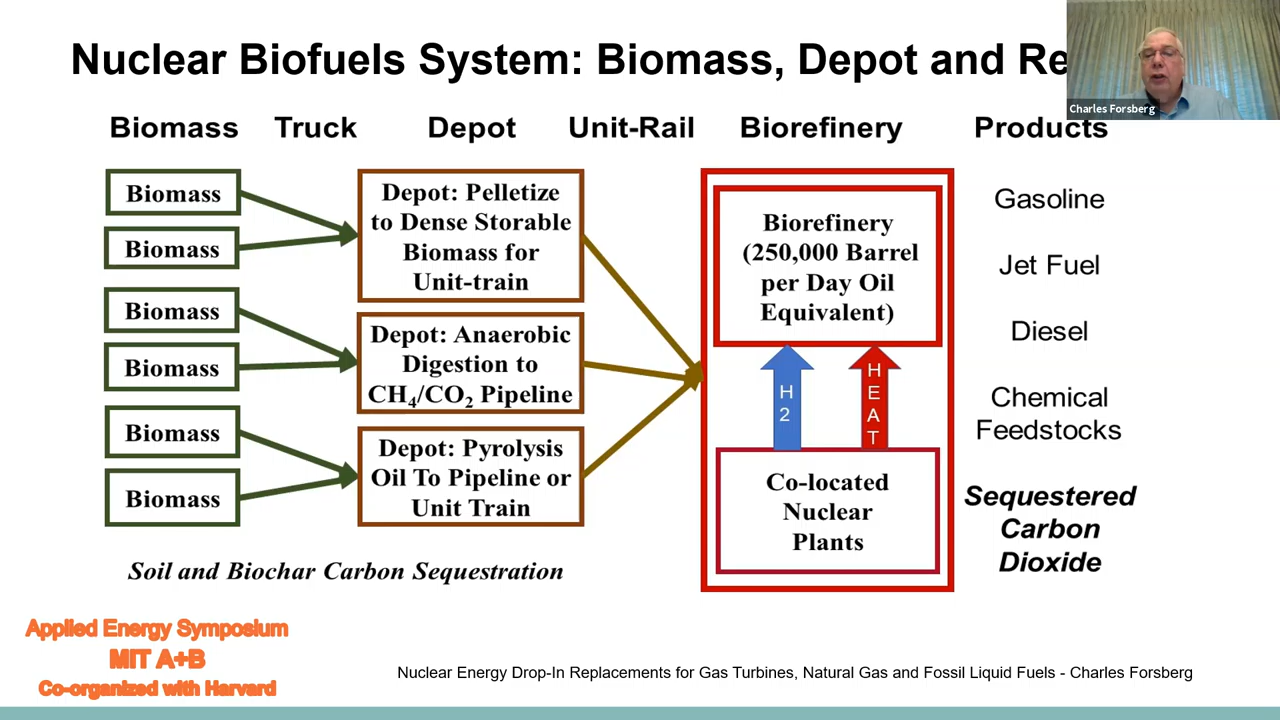 Nuclear Biofuels System: Biomass, Depot and Re
Charles Forsberg
Biomass Truck Depot Unit-Rail Biorefinery Products
Biomass
Biomass
Biomass
Biomass
Biomass
Biomass
Depot: Pelletize
to Dense Storable
Biomass for
Unit-train
Depot: Anaerobic
Digestion to
CH₄/CO₂ Pipeline
Depot: Pyrolysis
Oil To Pipeline or
Unit Train
Biorefinery
(250,000 Barrel
per Day Oil
Equivalent)
H
2
H
E
A
T
Co-located
Nuclear
Plants
Gasoline
Jet Fuel
Diesel
Chemical
Feedstocks
Sequestered
Carbon
Dioxide
Soil and Biochar Carbon Sequestration
Applied Energy Symposium
MIT A+B
Co-organized with Harvard
Nuclear Energy Drop-In Replacements for Gas Turbines, Natural Gas and Fossil Liquid Fuels - Charles Forsberg